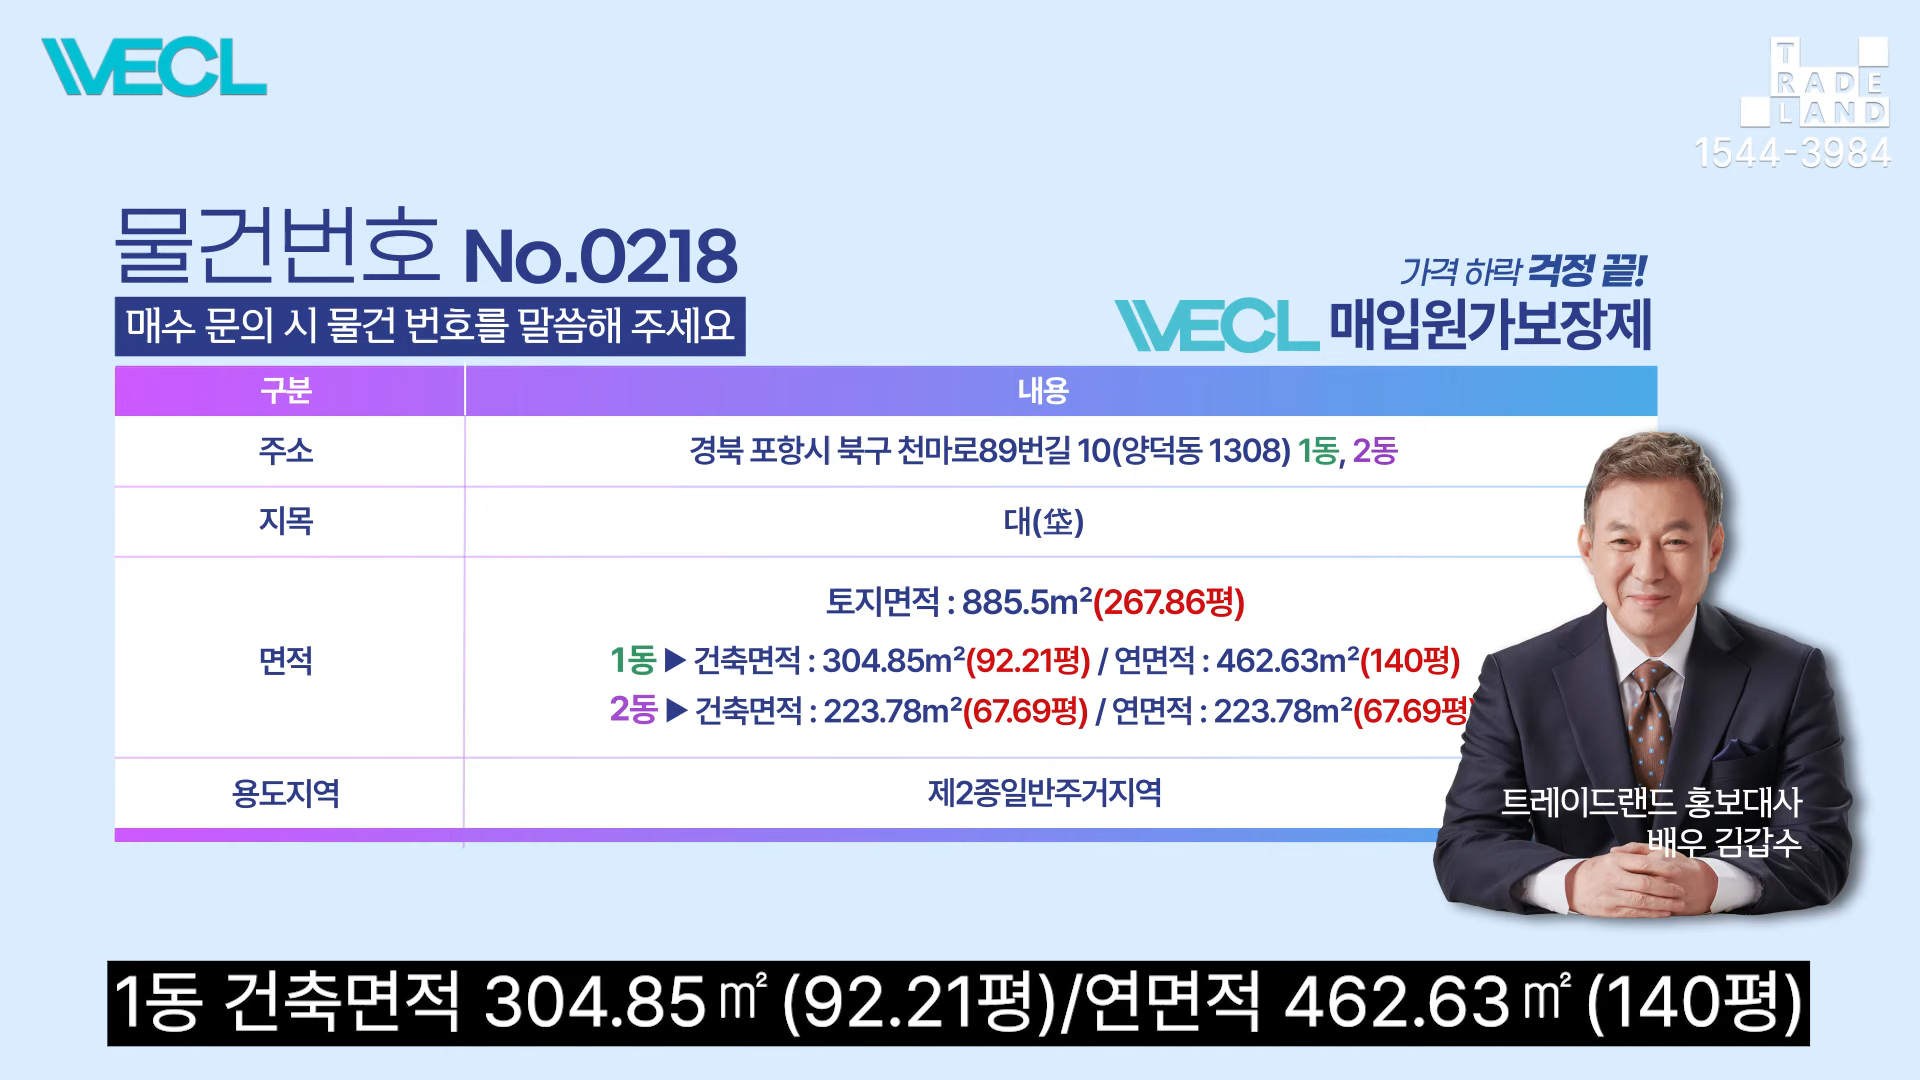 WECL
TRADE LAND
1544-3984
물건번호 No.0218
매수 문의 시 물건 번호를 말씀해 주세요
가격 하락 걱정 끝!
WECL 매입원가보장제
구분 내용
주소 경북 포항시 북구 천마로89번길 10(양덕동 1308) 1동, 2동
지목 대(垈)
토지면적 : 885.5m²(267.86평)
면적
1동 ▶ 건축면적 : 304.85m²(92.21평) / 연면적 : 462.63m²(140평)
2동 ▶ 건축면적 : 223.78m²(67.69평) / 연면적 : 223.78m²(67.69평)
용도지역 제2종일반주거지역
트레이드랜드 홍보대사
배우 김갑수
1동 건축면적 304.85㎡(92.21평)/연면적 462.63㎡(140평)